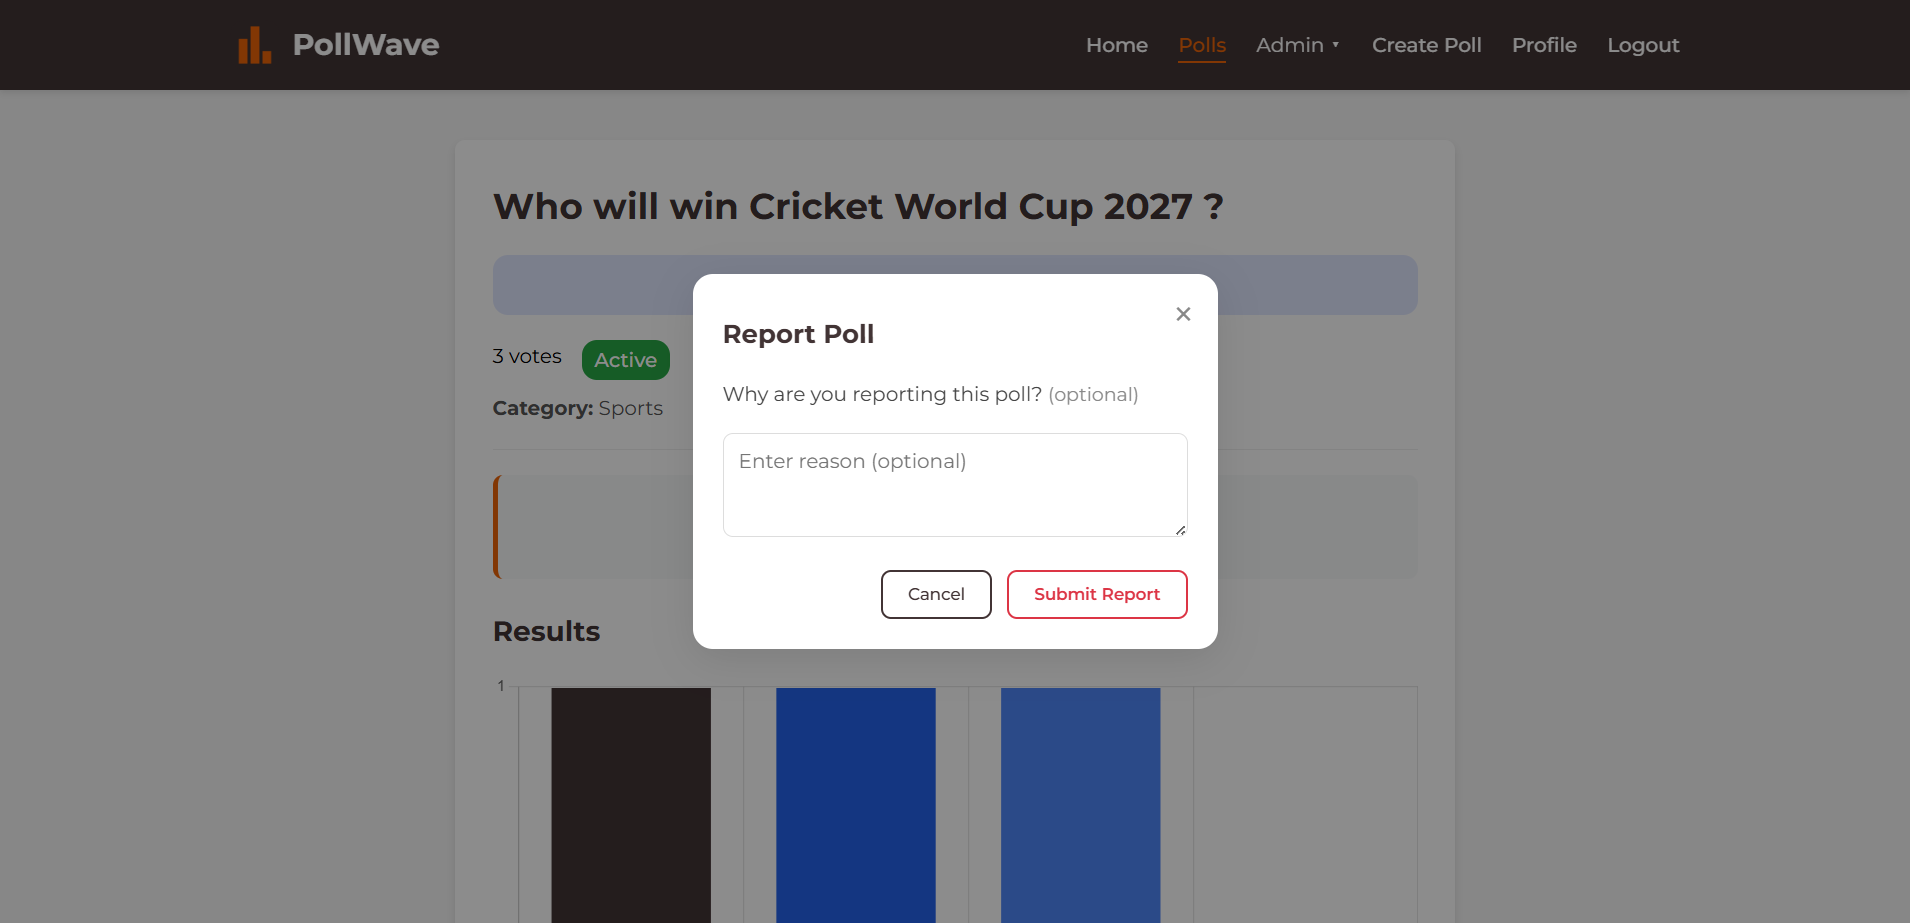 PollWave
Home Polls Admin ▼ Create Poll Profile Logout
Who will win Cricket World Cup 2027 ?
3 votes Active
Category: Sports
×
Report Poll
Why are you reporting this poll? (optional)
Enter reason (optional)
Cancel Submit Report
Results
1